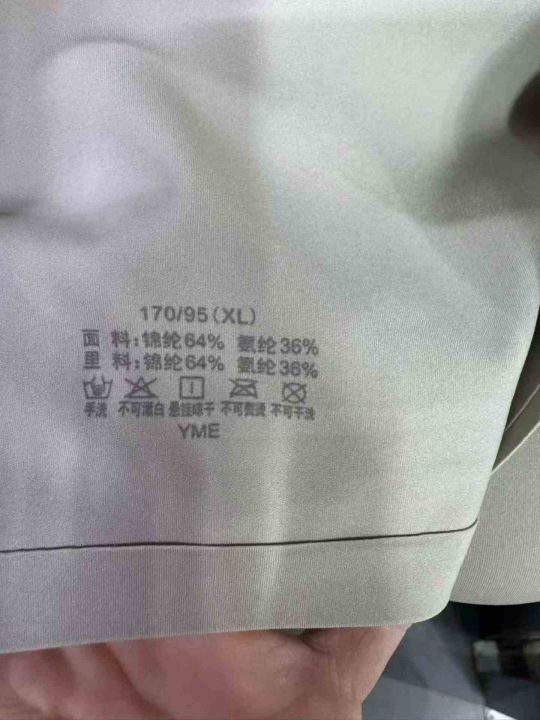 170/95(XL)
面 料:锦纶64% 氨纶36%
里 料:锦纶64% 氨纶36%
手洗 不可漂白 悬挂晾干 不可熨烫 不可干洗
YME